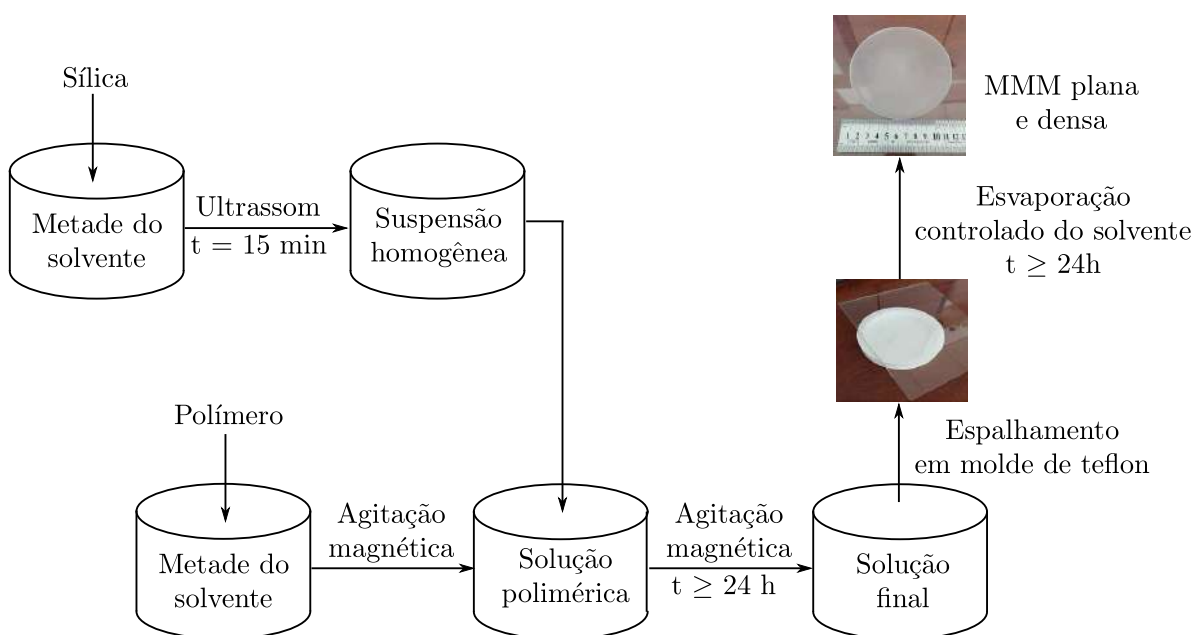 Sílica
Metade do
solvente
Ultrassom
t = 15 min
Suspensão
homogênea
Polímero
Metade do
solvente
Agitação
magnética
Solução
polimérica
Agitação
magnética
t ≥ 24 h
Solução
final
Espalhamento
em molde de teflon
Esvaporação
controlado do solvente
t ≥ 24h
MMM plana
e densa